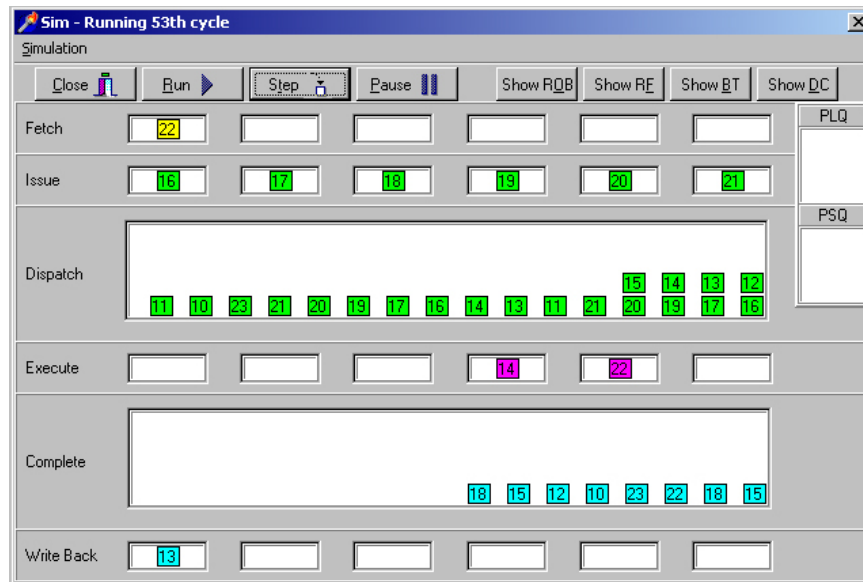 Sim - Running 53th cycle
Simulation
Close Run Step Pause Show ROB Show RF Show BT Show DC
PLQ
Fetch 22
Issue 16 17 18 19 20 21
PSQ
Dispatch
15 14 13 12
11 10 23 21 20 19 17 16 14 13 11 21 20 19 17 16
Execute 14 22
Complete
18 15 12 10 23 22 18 15
Write Back 13